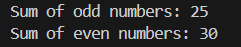 Sum of odd numbers: 25
Sum of even numbers: 30